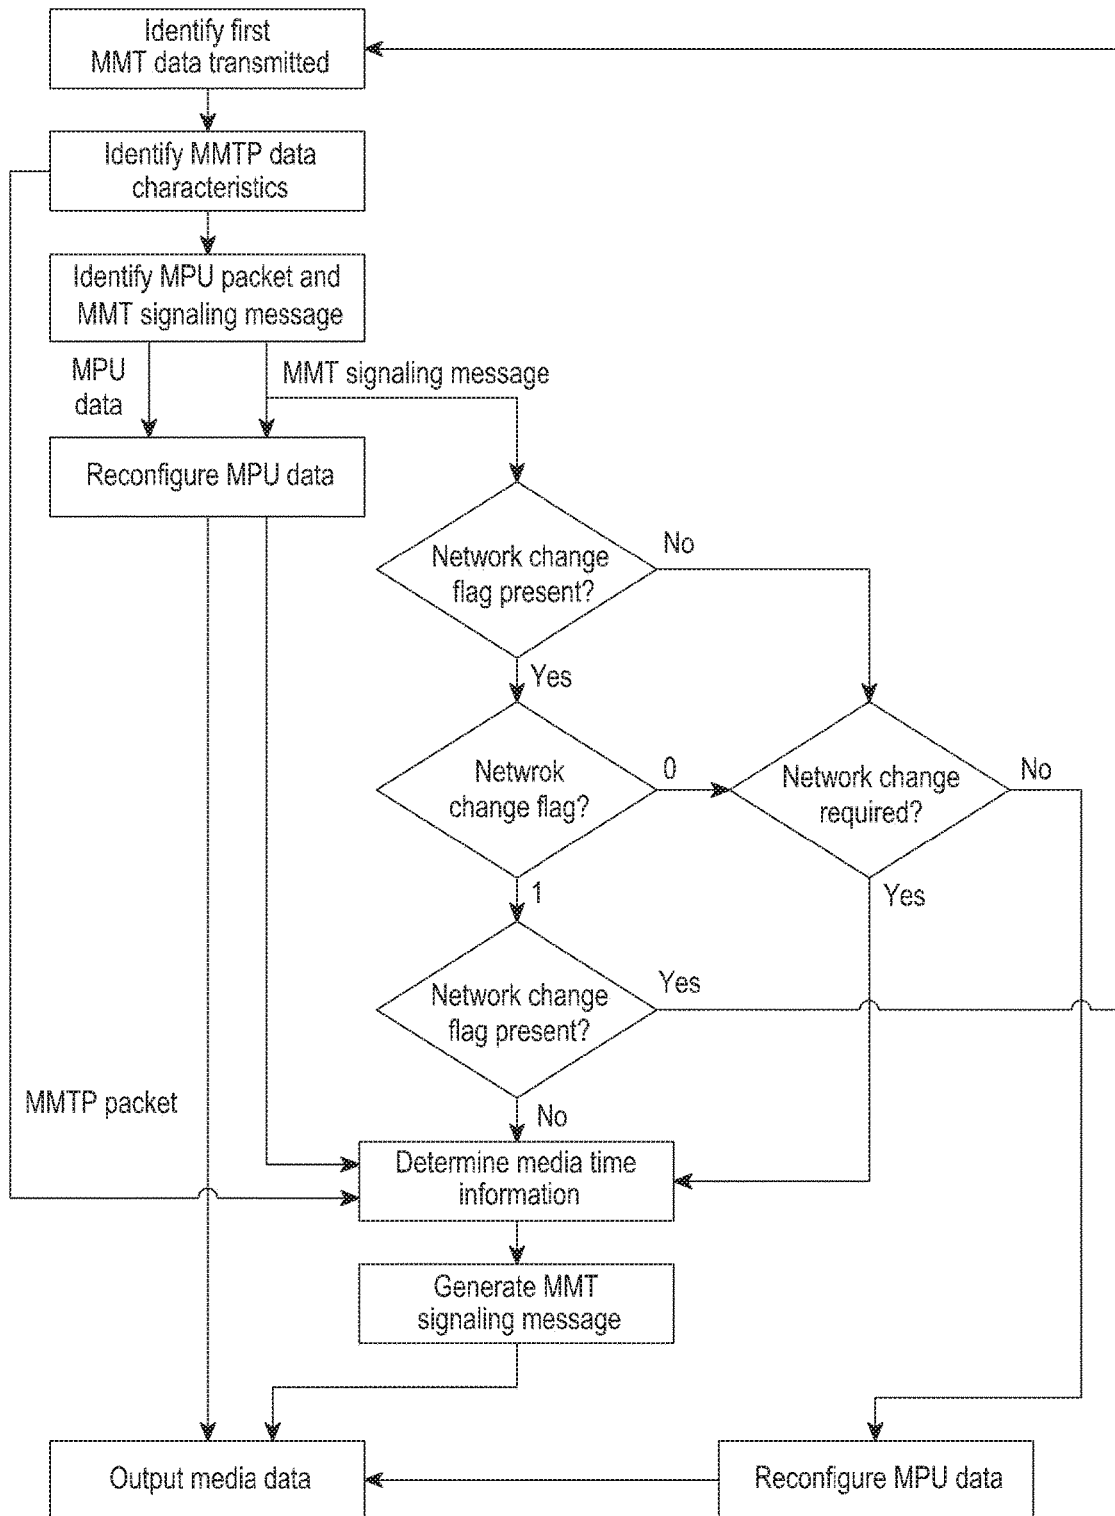 Identify first
MMT data transmitted
Identify MMTP data
characteristics
Identify MPU packet and
MMT signaling message
MPU
data
MMT signaling message
Reconfigure MPU data
Network change
flag present?
No
Yes
Netwrok
change flag?
0
Network change
required?
No
1
Yes
Network change
flag present?
Yes
MMTP packet
No
Determine media time
information
Generate MMT
signaling message
Output media data
Reconfigure MPU data